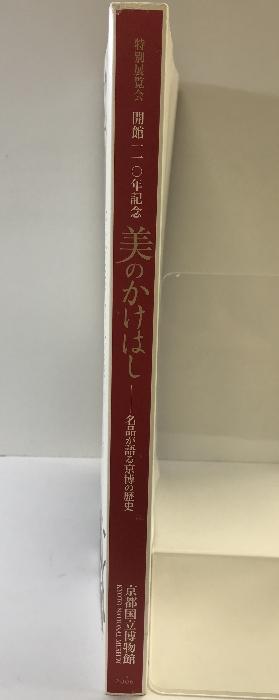 特別展覧会
開館一一〇年記念
美のかけはし
──名品が語る京博の歴史
京都国立博物館
KYOTO NATIONAL MUSEUM
2006